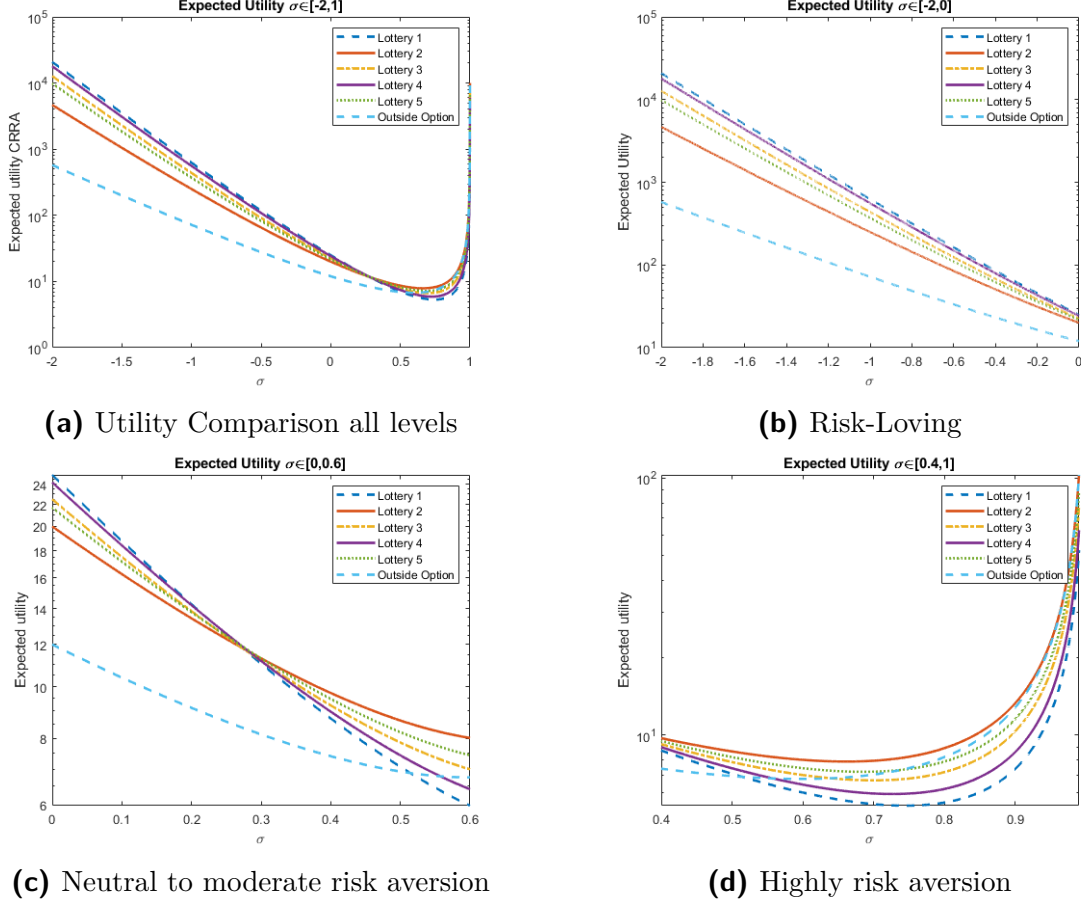 Expected Utility σ∈[-2,1]
Expected utility CRRA
10^5
10^4
10^3
10^2
10^1
10^0
-2 -1.5 -1 -0.5 0 0.5 1
σ
Lottery 1
Lottery 2
Lottery 3
Lottery 4
Lottery 5
Outside Option
(a) Utility Comparison all levels
Expected Utility σ∈[-2,0]
Expected Utility
10^5
10^4
10^3
10^2
10^1
-2 -1.8 -1.6 -1.4 -1.2 -1 -0.8 -0.6 -0.4 -0.2 0
σ
Lottery 1
Lottery 2
Lottery 3
Lottery 4
Lottery 5
Outside Option
(b) Risk-Loving
Expected Utility σ∈[0,0.6]
Expected utility
24
22
20
18
16
14
12
10
8
6
0 0.1 0.2 0.3 0.4 0.5 0.6
σ
Lottery 1
Lottery 2
Lottery 3
Lottery 4
Lottery 5
Outside Option
(c) Neutral to moderate risk aversion
Expected Utility σ∈[0.4,1]
Expected utility
10^2
10^1
0.4 0.5 0.6 0.7 0.8 0.9
σ
Lottery 1
Lottery 2
Lottery 3
Lottery 4
Lottery 5
Outside Option
(d) Highly risk aversion